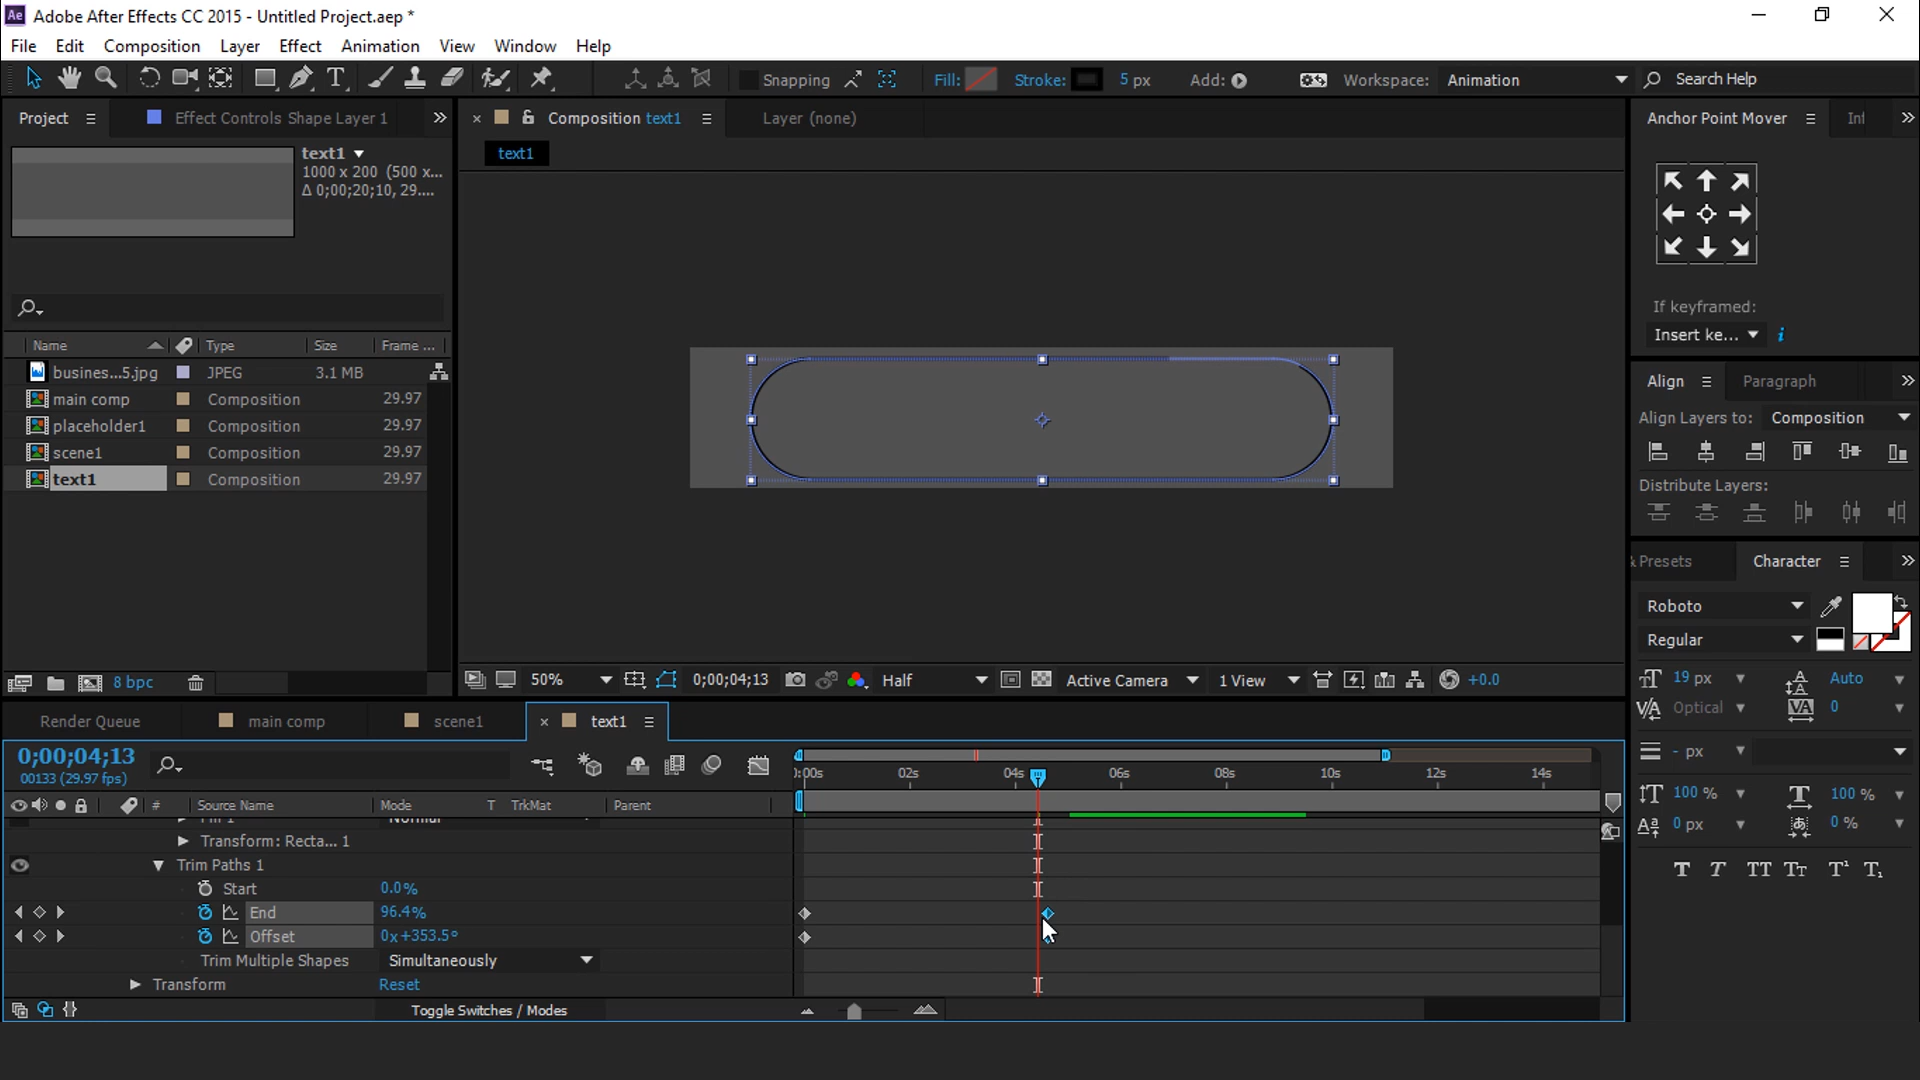 Adobe After Effects CC 2015 - Untitled Project.aep *
File Edit Composition Layer Effect Animation View Window Help
Snapping Fill: Stroke: 5 px Add: Workspace: Animation Search Help
Project Effect Controls Shape Layer 1 Composition text1 Layer (none) Anchor Point Mover
text1
1000 x 200 (500 x...
Δ 0;00;20;10, 29....
text1
If keyframed:
Insert ke...
Name Type Size Frame ...
busines...5.jpg JPEG 3.1 MB
main comp Composition 29.97
placeholder1 Composition 29.97
scene1 Composition 29.97
text1 Composition 29.97
Align Paragraph
Align Layers to: Composition
Distribute Layers:
& Presets Character
Roboto
Regular
19 px Auto
Optical 0
- px
100 % 100 %
0 px 0 %
T T TT Tt T¹ T₁
8 bpc
50% 0;00;04;13 Half Active Camera 1 View +0.0
Render Queue main comp scene1 text1
0;00;04;13
00133 (29.97 fps)
0:00s 02s 04s 06s 08s 10s 12s 14s
# Source Name Mode T TrkMat Parent
Fill 1 Normal
Transform: Recta... 1
Trim Paths 1
Start 0.0%
End 96.4%
Offset 0x+353.5°
Trim Multiple Shapes Simultaneously
Transform Reset
Toggle Switches / Modes